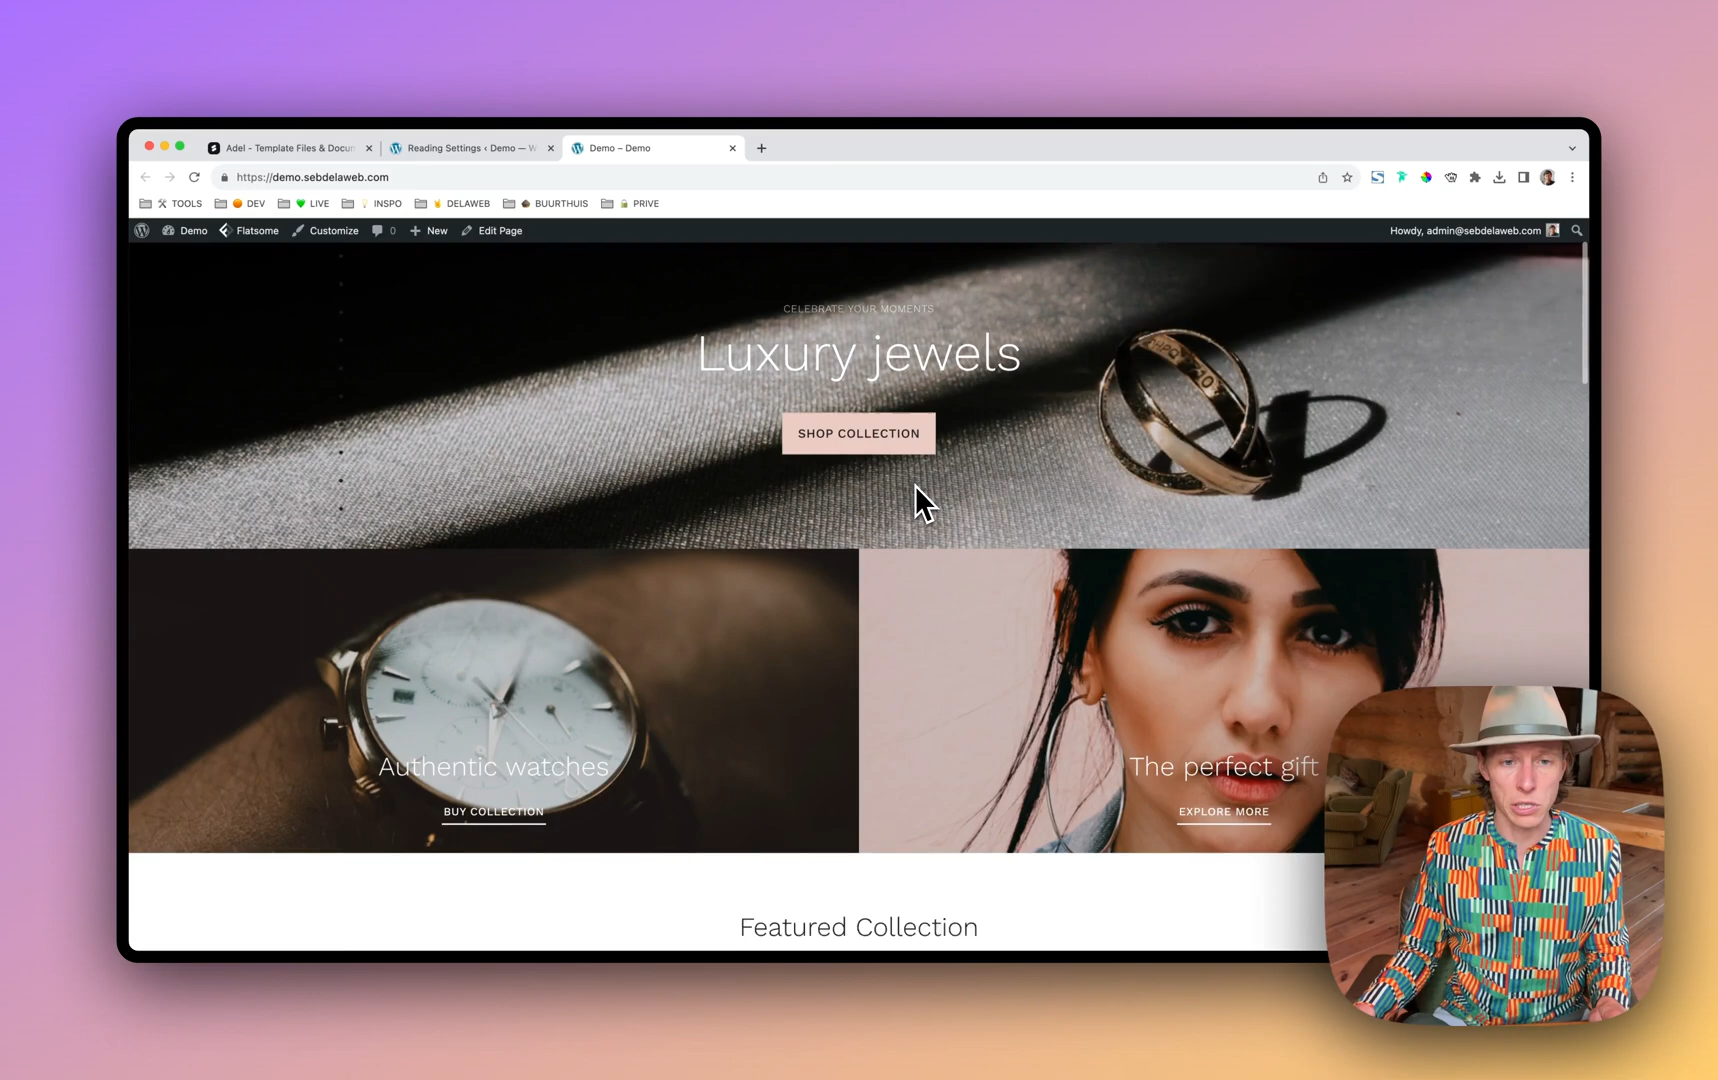 Adel - Template Files & Docum
Reading Settings ‹ Demo — W
Demo – Demo
https://demo.sebdelaweb.com
TOOLS
DEV
LIVE
INSPO
DELAWEB
BUURTHUIS
PRIVE
Demo
Flatsome
Customize
0
New
Edit Page
Howdy, admin@sebdelaweb.com
CELEBRATE YOUR MOMENTS
Luxury jewels
SHOP COLLECTION
Authentic watches
BUY COLLECTION
The perfect gift
EXPLORE MORE
Featured Collection